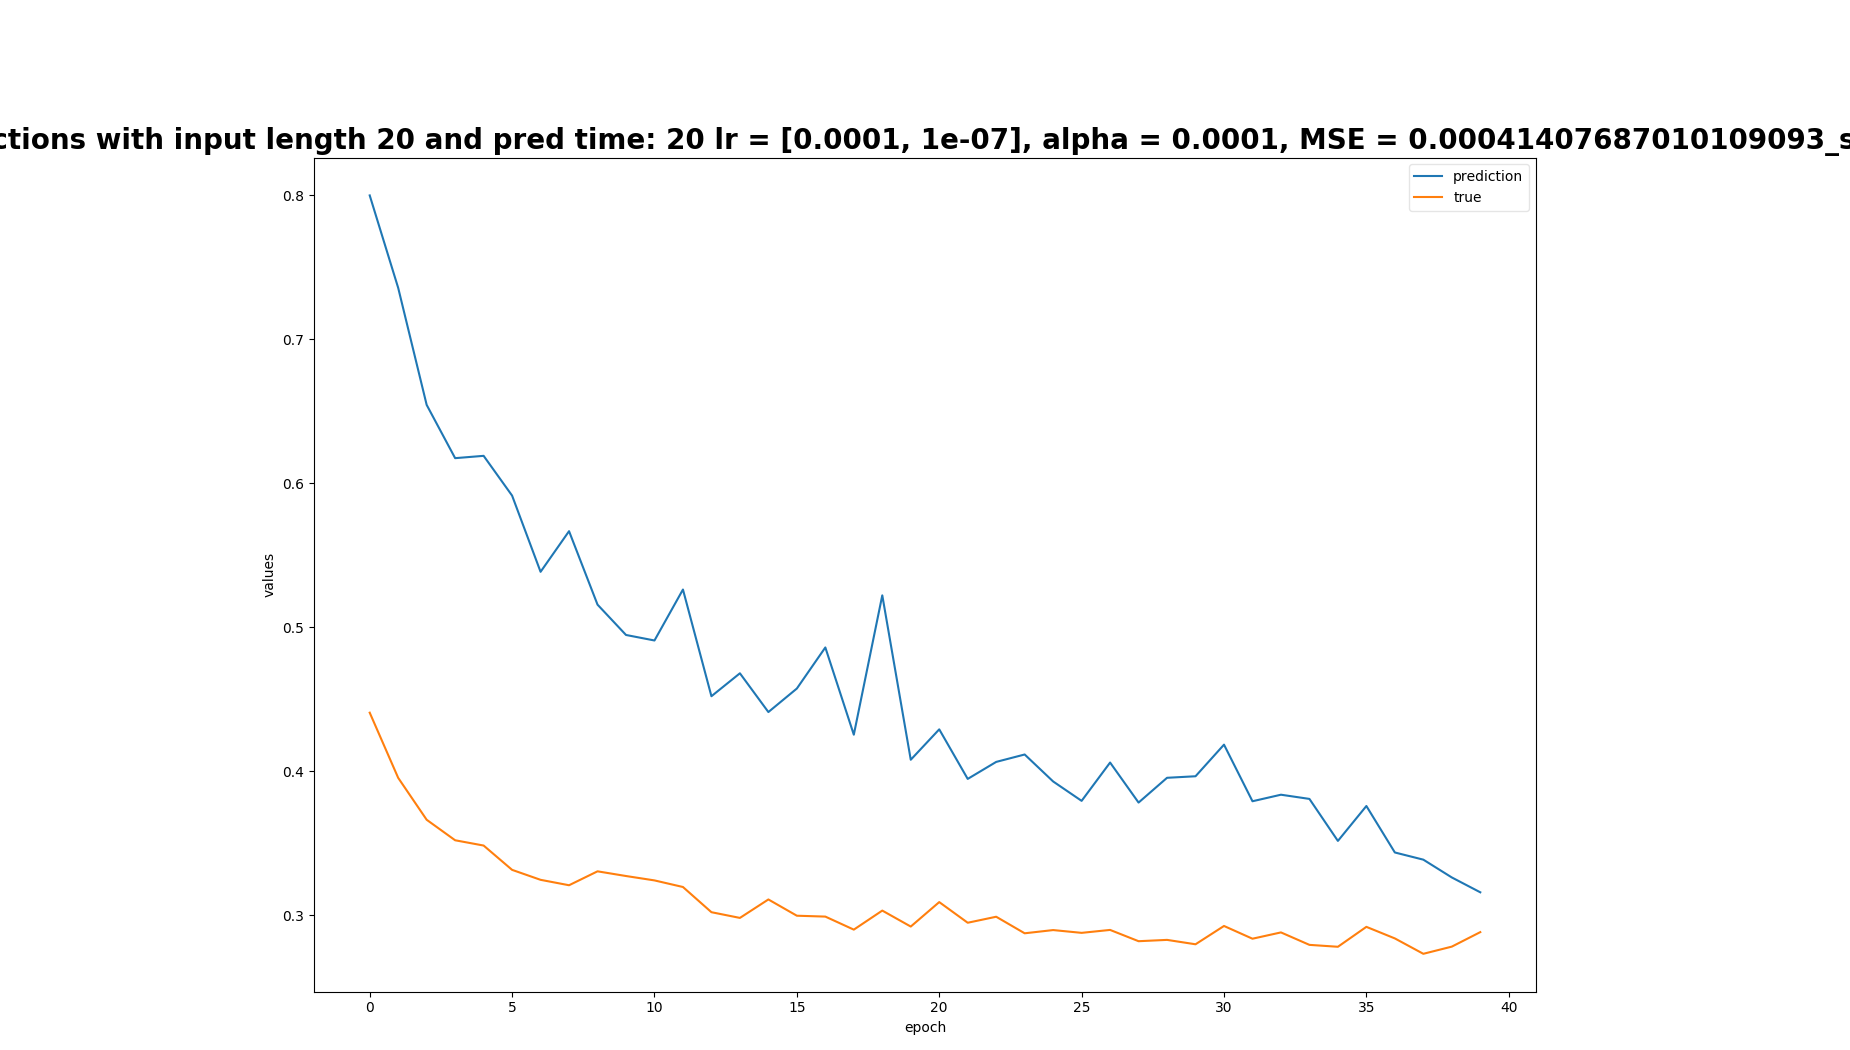 ctions with input length 20 and pred time: 20 lr = [0.0001, 1e-07], alpha = 0.0001, MSE = 0.00041407687010109093_s
prediction
true
0.8
0.7
0.6
0.5
0.4
0.3
values
0 5 10 15 20 25 30 35 40
epoch